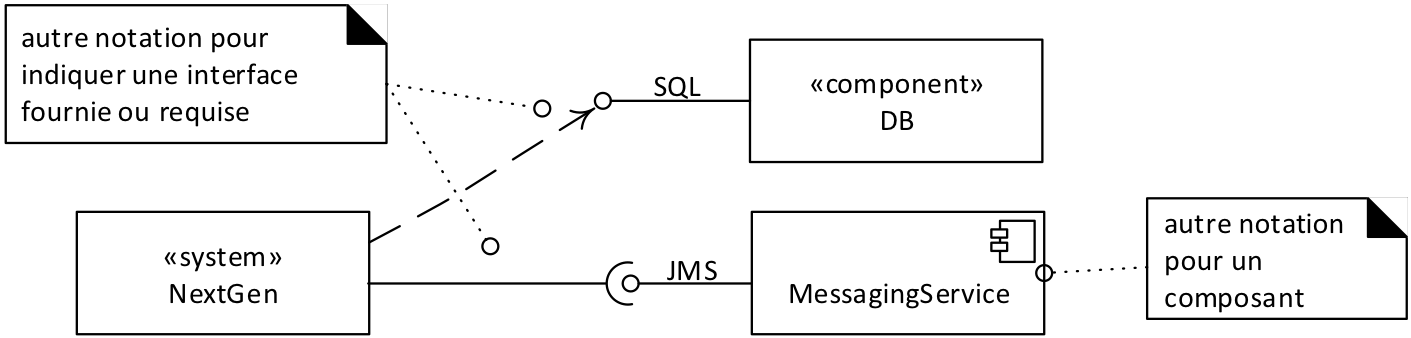 autre notation pour
indiquer une interface
fournie ou requise
SQL
«component»
DB
«system»
NextGen
JMS
MessagingService
autre notation
pour un
composant